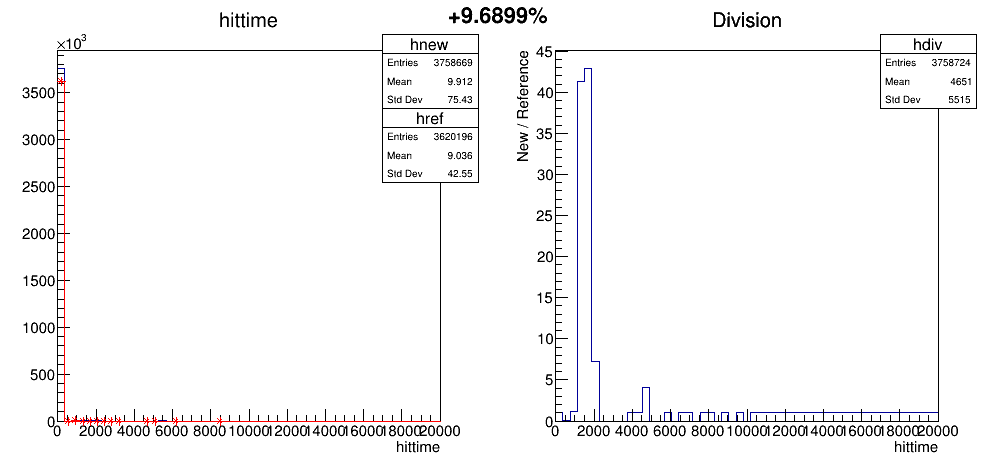 +9.6899%
hittime
×10³
hnew
Entries 3758669
Mean 9.912
Std Dev 75.43
href
Entries 3620196
Mean 9.036
Std Dev 42.55
3500
3000
2500
2000
1500
1000
500
0
0 2000 4000 6000 8000 10000 12000 14000 16000 18000 20000
hittime
Division
hdiv
Entries 3758724
Mean 4651
Std Dev 5515
New / Reference
45
40
35
30
25
20
15
10
5
0
0 2000 4000 6000 8000 10000 12000 14000 16000 18000 20000
hittime